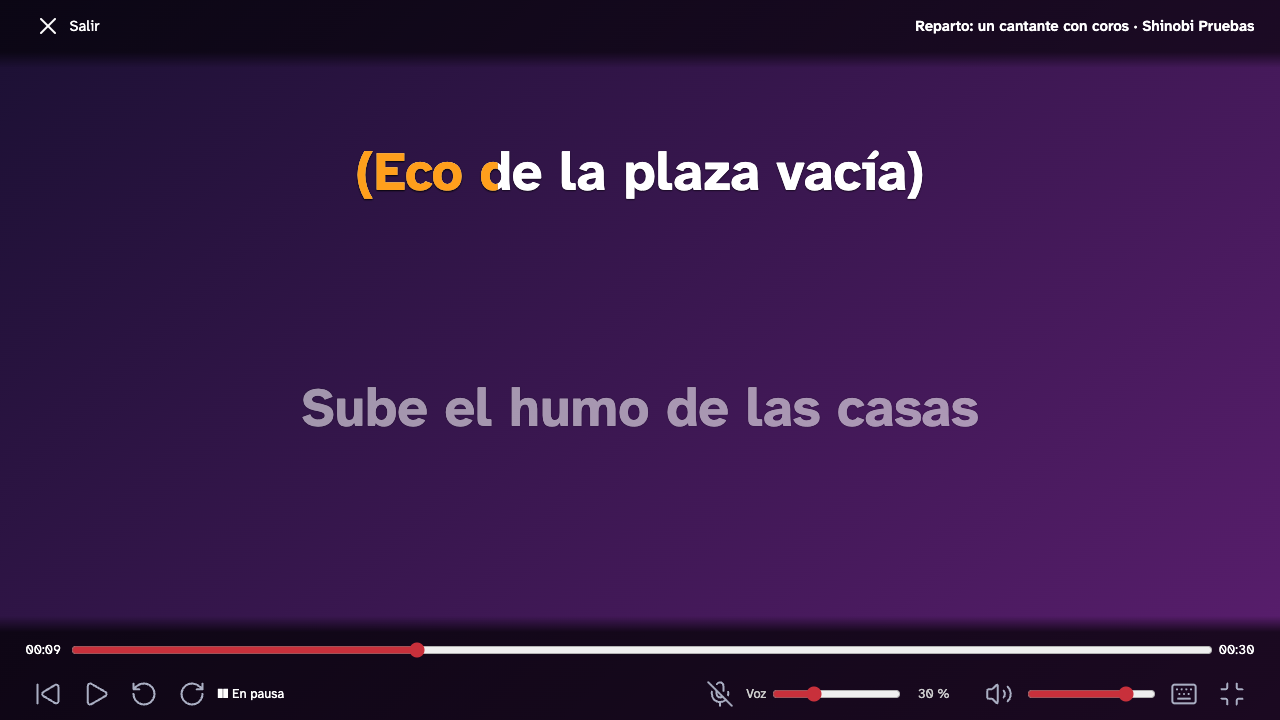 Salir
Reparto: un cantante con coros · Shinobi Pruebas
(Eco de la plaza vacía)
Sube el humo de las casas
00:09
00:30
En pausa
Voz
30 %